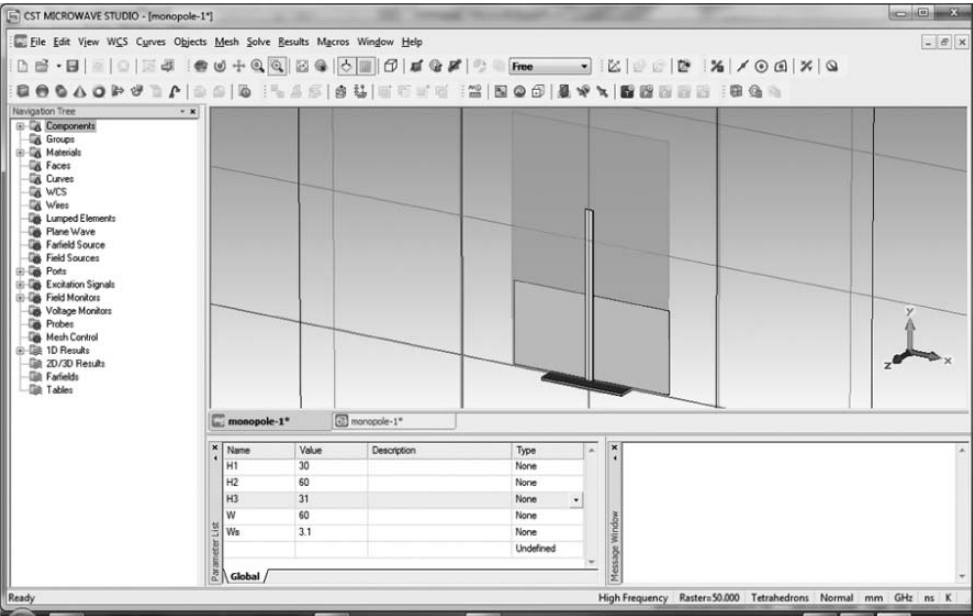 CST MICROWAVE STUDIO - [monopole-1*]
File Edit View WCS Curves Objects Mesh Solve Results Macros Window Help
Free
Navigation Tree
Components
Groups
Materials
Faces
Curves
WCS
Wires
Lumped Elements
Plane Wave
Farfield Source
Field Sources
Ports
Excitation Signals
Field Monitors
Voltage Monitors
Probes
Mesh Control
1D Results
2D/3D Results
Farfields
Tables
y
z x
monopole-1* monopole-1*
Name Value Description Type
H1 30 None
H2 60 None
H3 31 None
W 60 None
Ws 3.1 None
Undefined
Parameter List
Global
Message Window
Ready High Frequency Raster=50.000 Tetrahedrons Normal mm GHz ns K